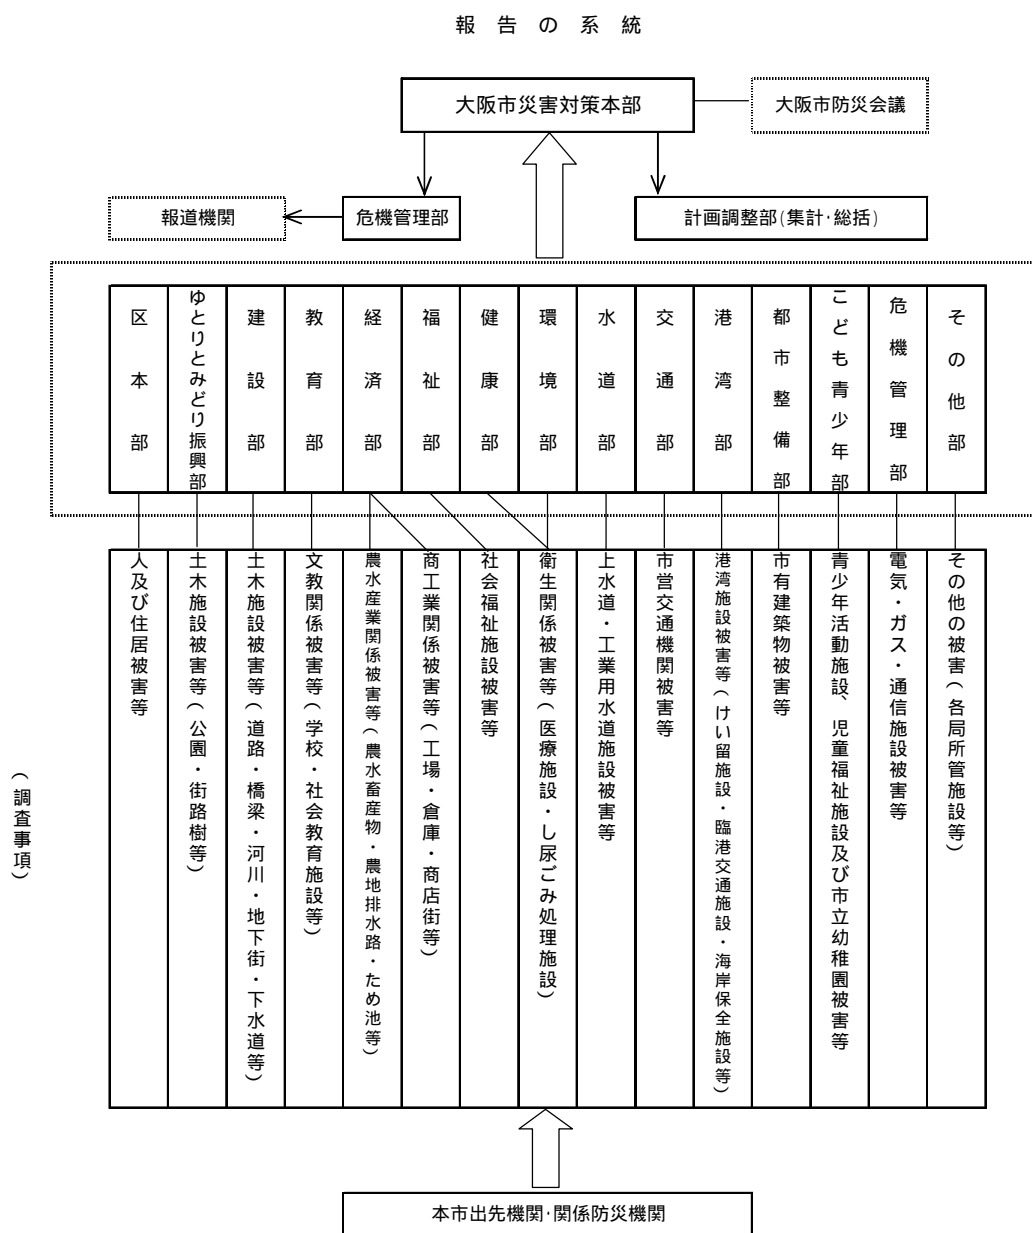 報告の系統
大阪市災害対策本部
大阪市防災会議
報道機関
危機管理部
計画調整部(集計・総括)
区本部
ゆとりとみどり振興部
建設部
教育部
経済部
福祉部
健康部
環境部
水道部
交通部
港湾部
都市整備部
こども青少年部
危機管理部
その他部
人及び住居被害等
土木施設被害等(公園・街路樹等)
土木施設被害等(道路・橋梁・河川・地下街・下水道等)
文教関係被害等(学校・社会教育施設等)
農水産業関係被害等(農水畜産物・農地排水路・ため池等)
商工業関係被害等(工場・倉庫・商店街等)
社会福祉施設被害等
衛生関係被害等(医療施設・し尿ごみ処理施設)
上水道・工業用水道施設被害等
市営交通機関被害等
港湾施設被害等(けい留施設・臨港交通施設・海岸保全施設等)
市有建築物被害等
青少年活動施設、児童福祉施設及び市立幼稚園被害等
電気・ガス・通信施設被害等
その他の被害(各局所管施設等)
(調査事項)
本市出先機関・関係防災機関